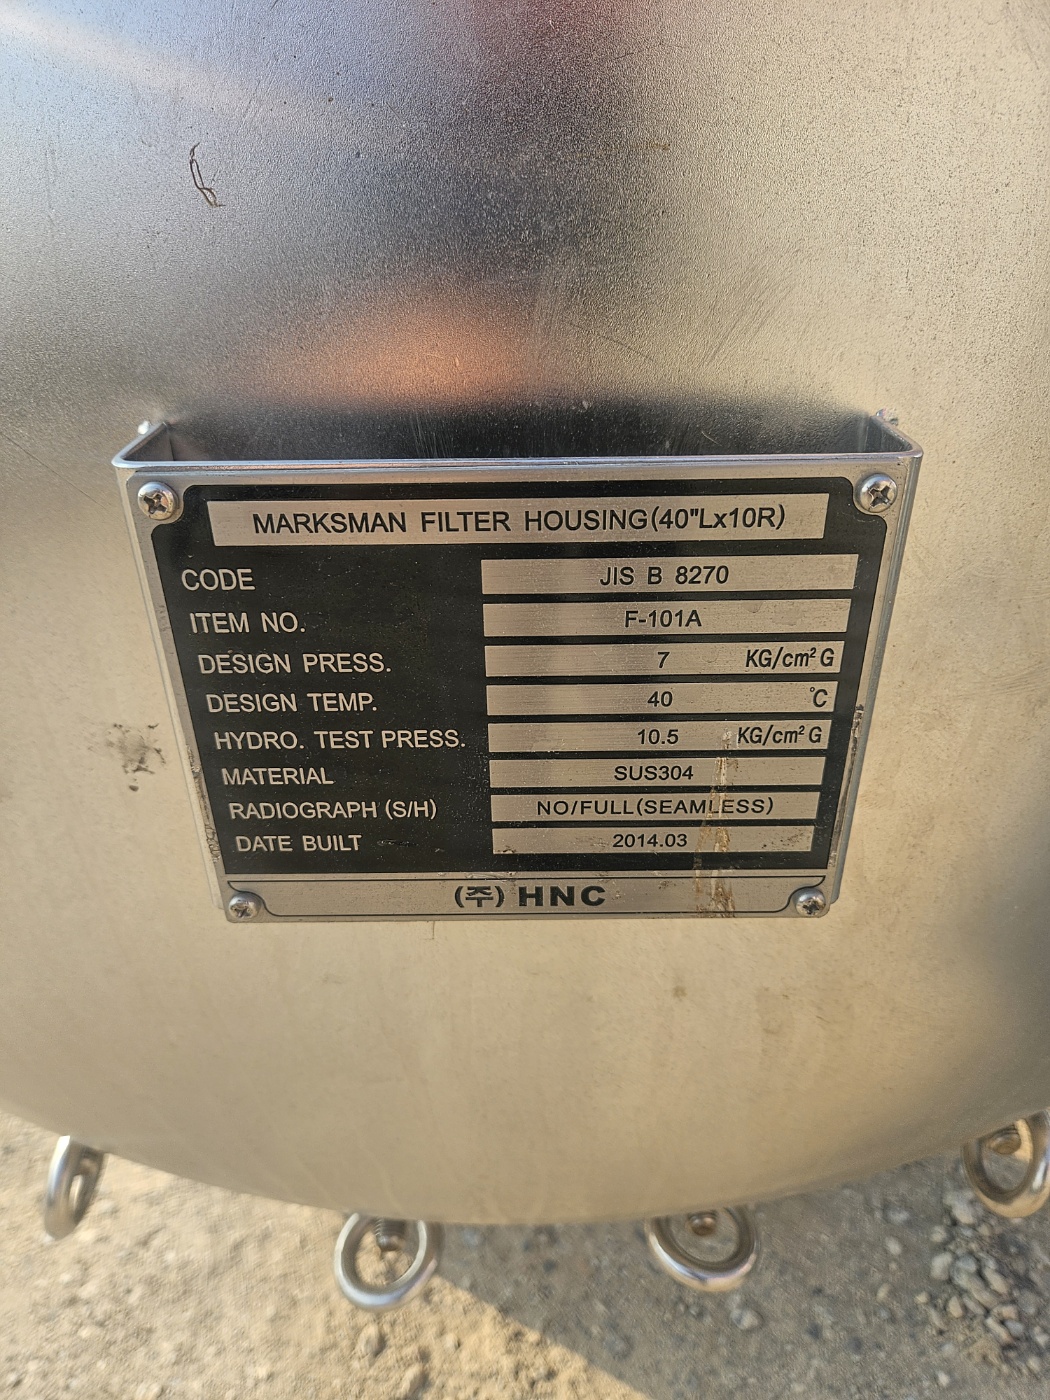 MARKSMAN FILTER HOUSING(40"Lx10R)
CODE JIS B 8270
ITEM NO. F-101A
DESIGN PRESS. 7 KG/cm² G
DESIGN TEMP. 40 ℃
HYDRO. TEST PRESS. 10.5 KG/cm² G
MATERIAL SUS304
RADIOGRAPH (S/H) NO/FULL(SEAMLESS)
DATE BUILT 2014.03
(주) HNC